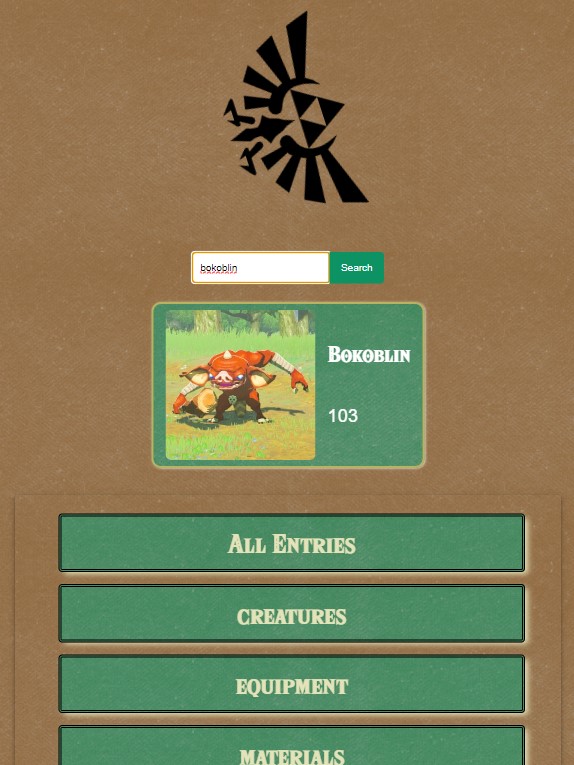 bokoblin
Search
Bokoblin
103
All Entries
creatures
equipment
materials